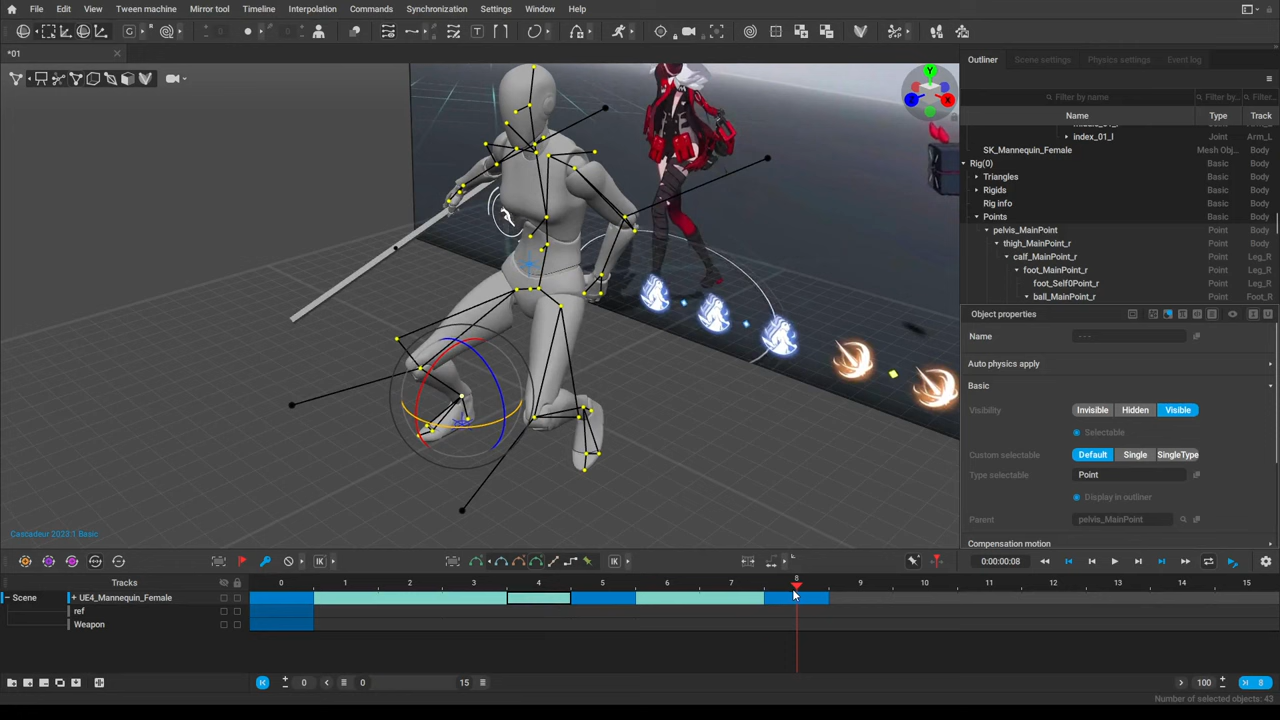 File Edit View Objects Tween machine Mirror tool Timeline Interpolation Commands Synchronization Settings Window Help
*01
Y
Z X
Outliner Scene settings Physics settings Event log
Filter by name Filter by... Filter...
Name Type Track
index_01_l Joint Arm_L
SK_Mannequin_Female Mesh Obj... Body
Rig(0) Basic Body
Triangles Basic Body
Rigids Basic Body
Rig info Basic Body
Points Basic Body
pelvis_MainPoint Point Body
thigh_MainPoint_r Point Body
calf_MainPoint_r Point Leg_R
foot_MainPoint_r Point Leg_R
foot_Self0Point_r Point Leg_R
ball_MainPoint_r Point Foot_R
Object properties
Name ---
Auto physics apply
Basic
Visibility Invisible Hidden Visible
Selectable
Custom selectable Default Single SingleType
Type selectable Point
Display in outliner
Parent pelvis_MainPoint
Compensation motion
Cascadeur 2023.1 Basic
IK IK 0:00:00:08
Tracks 0 1 2 3 4 5 6 7 8 9 10 11 12 13 14 15
Scene + UE4_Mannequin_Female
ref
Weapon
0 0 15 100 8
Number of selected objects: 43